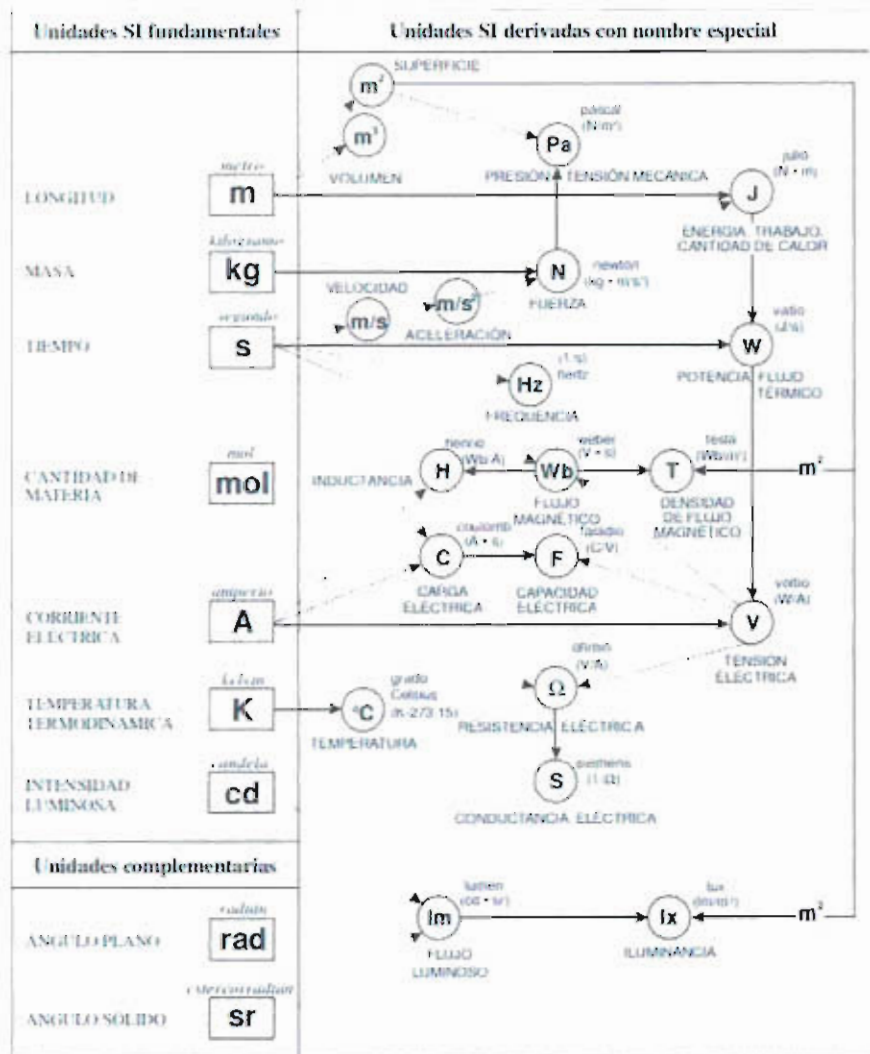 Unidades SI fundamentales
Unidades SI derivadas con nombre especial
SUPERFICIE
m²
m³
VOLUMEN
pascal
(N/m²)
Pa
PRESIÓN TENSIÓN MECÁNICA
julio
(N • m)
J
ENERGIA, TRABAJO,
CANTIDAD DE CALOR
LONGITUD
metro
m
MASA
kilogramo
kg
N
newton
(kg • m/s²)
FUERZA
VELOCIDAD
m/s
m/s²
ACELERACIÓN
TIEMPO
segundo
s
vatio
(J/s)
W
POTENCIA FLUJO
TÉRMICO
(1/s)
hertz
Hz
FRECUENCIA
CANTIDAD DE
MATERIA
mol
mol
INDUCTANCIA
henrio
(Wb/A)
H
weber
(V • s)
Wb
FLUJO
MAGNÉTICO
tesla
(Wb/m²)
T
DENSIDAD
DE FLUJO
MAGNÉTICO
m²
coulomb
(A • s)
C
CARGA
ELÉCTRICA
faradio
(C/V)
F
CAPACIDAD
ELÉCTRICA
voltio
(W/A)
V
TENSIÓN
ELÉCTRICA
CORRIENTE
ELECTRICA
amperio
A
TEMPERATURA
TERMODINAMICA
kelvin
K
°C
grado
Celsius
(K-273,15)
TEMPERATURA
(V/A)
Ω
RESISTENCIA ELÉCTRICA
siemens
(1/Ω)
S
CONDUCTANCIA ELÉCTRICA
INTENSIDAD
LUMINOSA
candela
cd
Unidades complementarias
ANGULO PLANO
radián
rad
lumen
(cd • sr)
lm
FLUJO
LUMINOSO
lux
(lm/m²)
lx
ILUMINANCIA
m²
ANGULO SOLIDO
estereorradián
sr